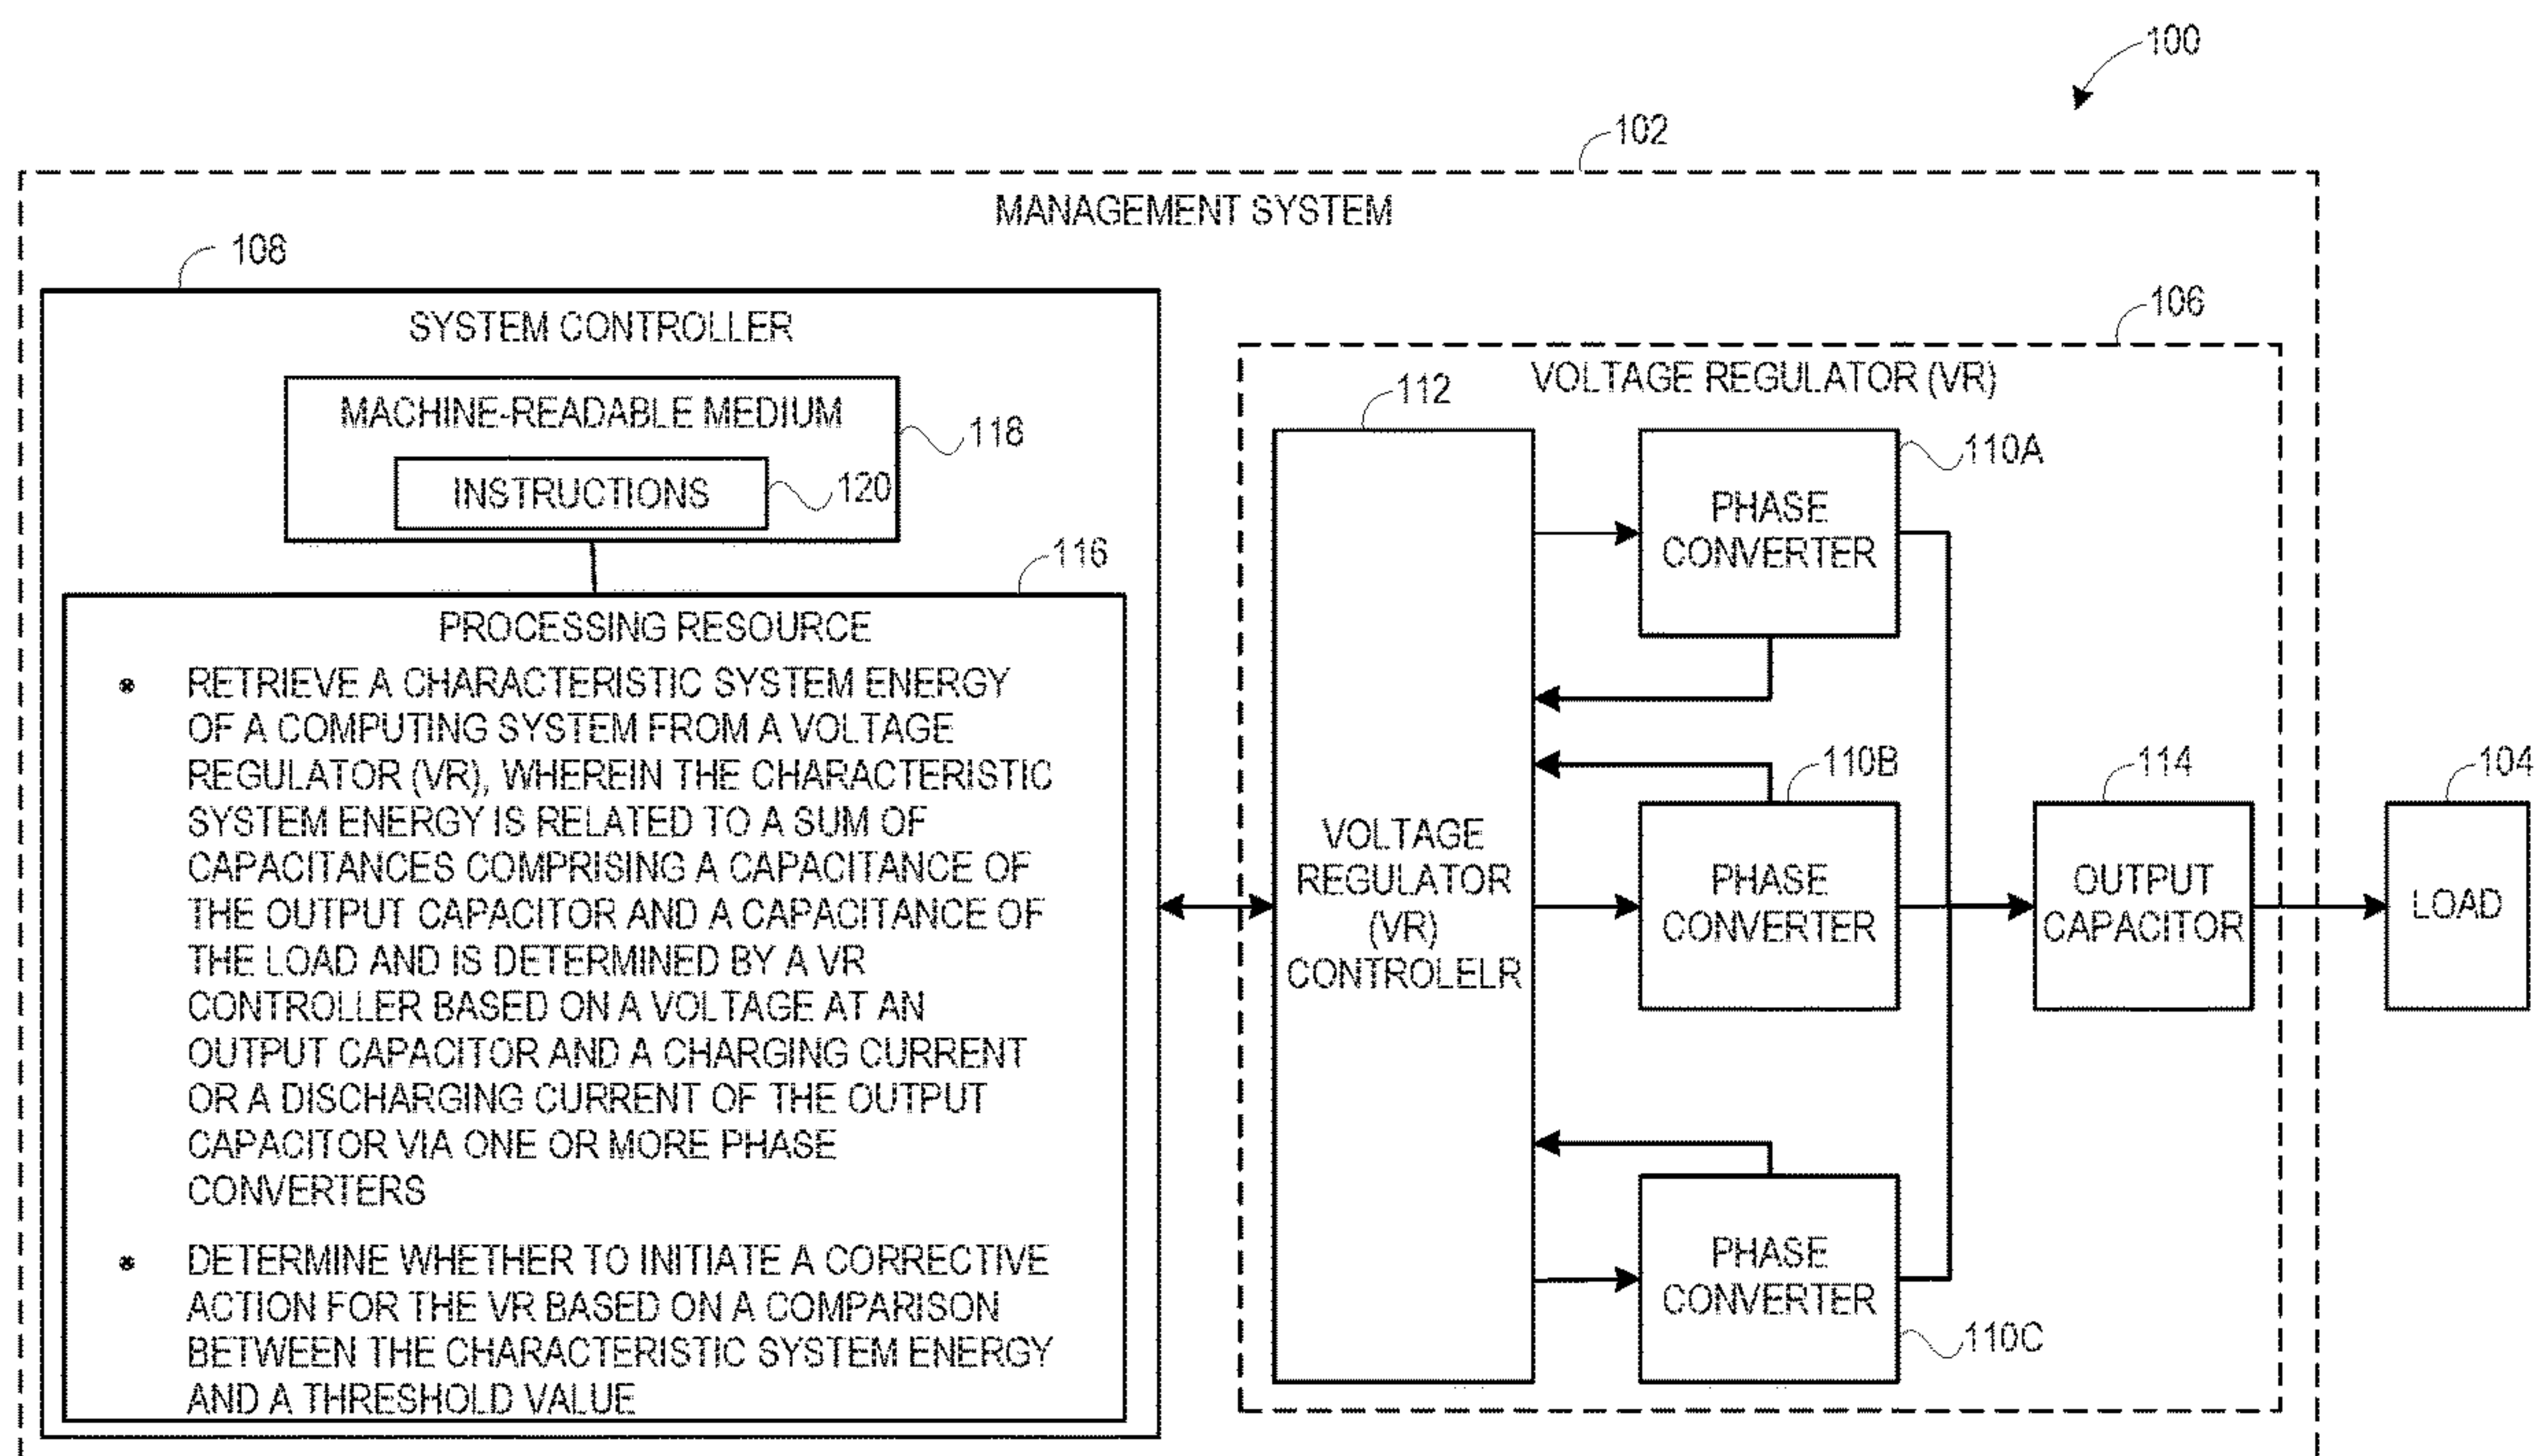 100
102
MANAGEMENT SYSTEM
108
SYSTEM CONTROLLER
MACHINE-READABLE MEDIUM
118
INSTRUCTIONS
120
116
PROCESSING RESOURCE
* RETRIEVE A CHARACTERISTIC SYSTEM ENERGY
OF A COMPUTING SYSTEM FROM A VOLTAGE
REGULATOR (VR), WHEREIN THE CHARACTERISTIC
SYSTEM ENERGY IS RELATED TO A SUM OF
CAPACITANCES COMPRISING A CAPACITANCE OF
THE OUTPUT CAPACITOR AND A CAPACITANCE OF
THE LOAD AND IS DETERMINED BY A VR
CONTROLLER BASED ON A VOLTAGE AT AN
OUTPUT CAPACITOR AND A CHARGING CURRENT
OR A DISCHARGING CURRENT OF THE OUTPUT
CAPACITOR VIA ONE OR MORE PHASE
CONVERTERS
* DETERMINE WHETHER TO INITIATE A CORRECTIVE
ACTION FOR THE VR BASED ON A COMPARISON
BETWEEN THE CHARACTERISTIC SYSTEM ENERGY
AND A THRESHOLD VALUE
106
VOLTAGE REGULATOR (VR)
112
VOLTAGE
REGULATOR
(VR)
CONTROLELR
110A
PHASE
CONVERTER
110B
PHASE
CONVERTER
110C
PHASE
CONVERTER
114
OUTPUT
CAPACITOR
104
LOAD